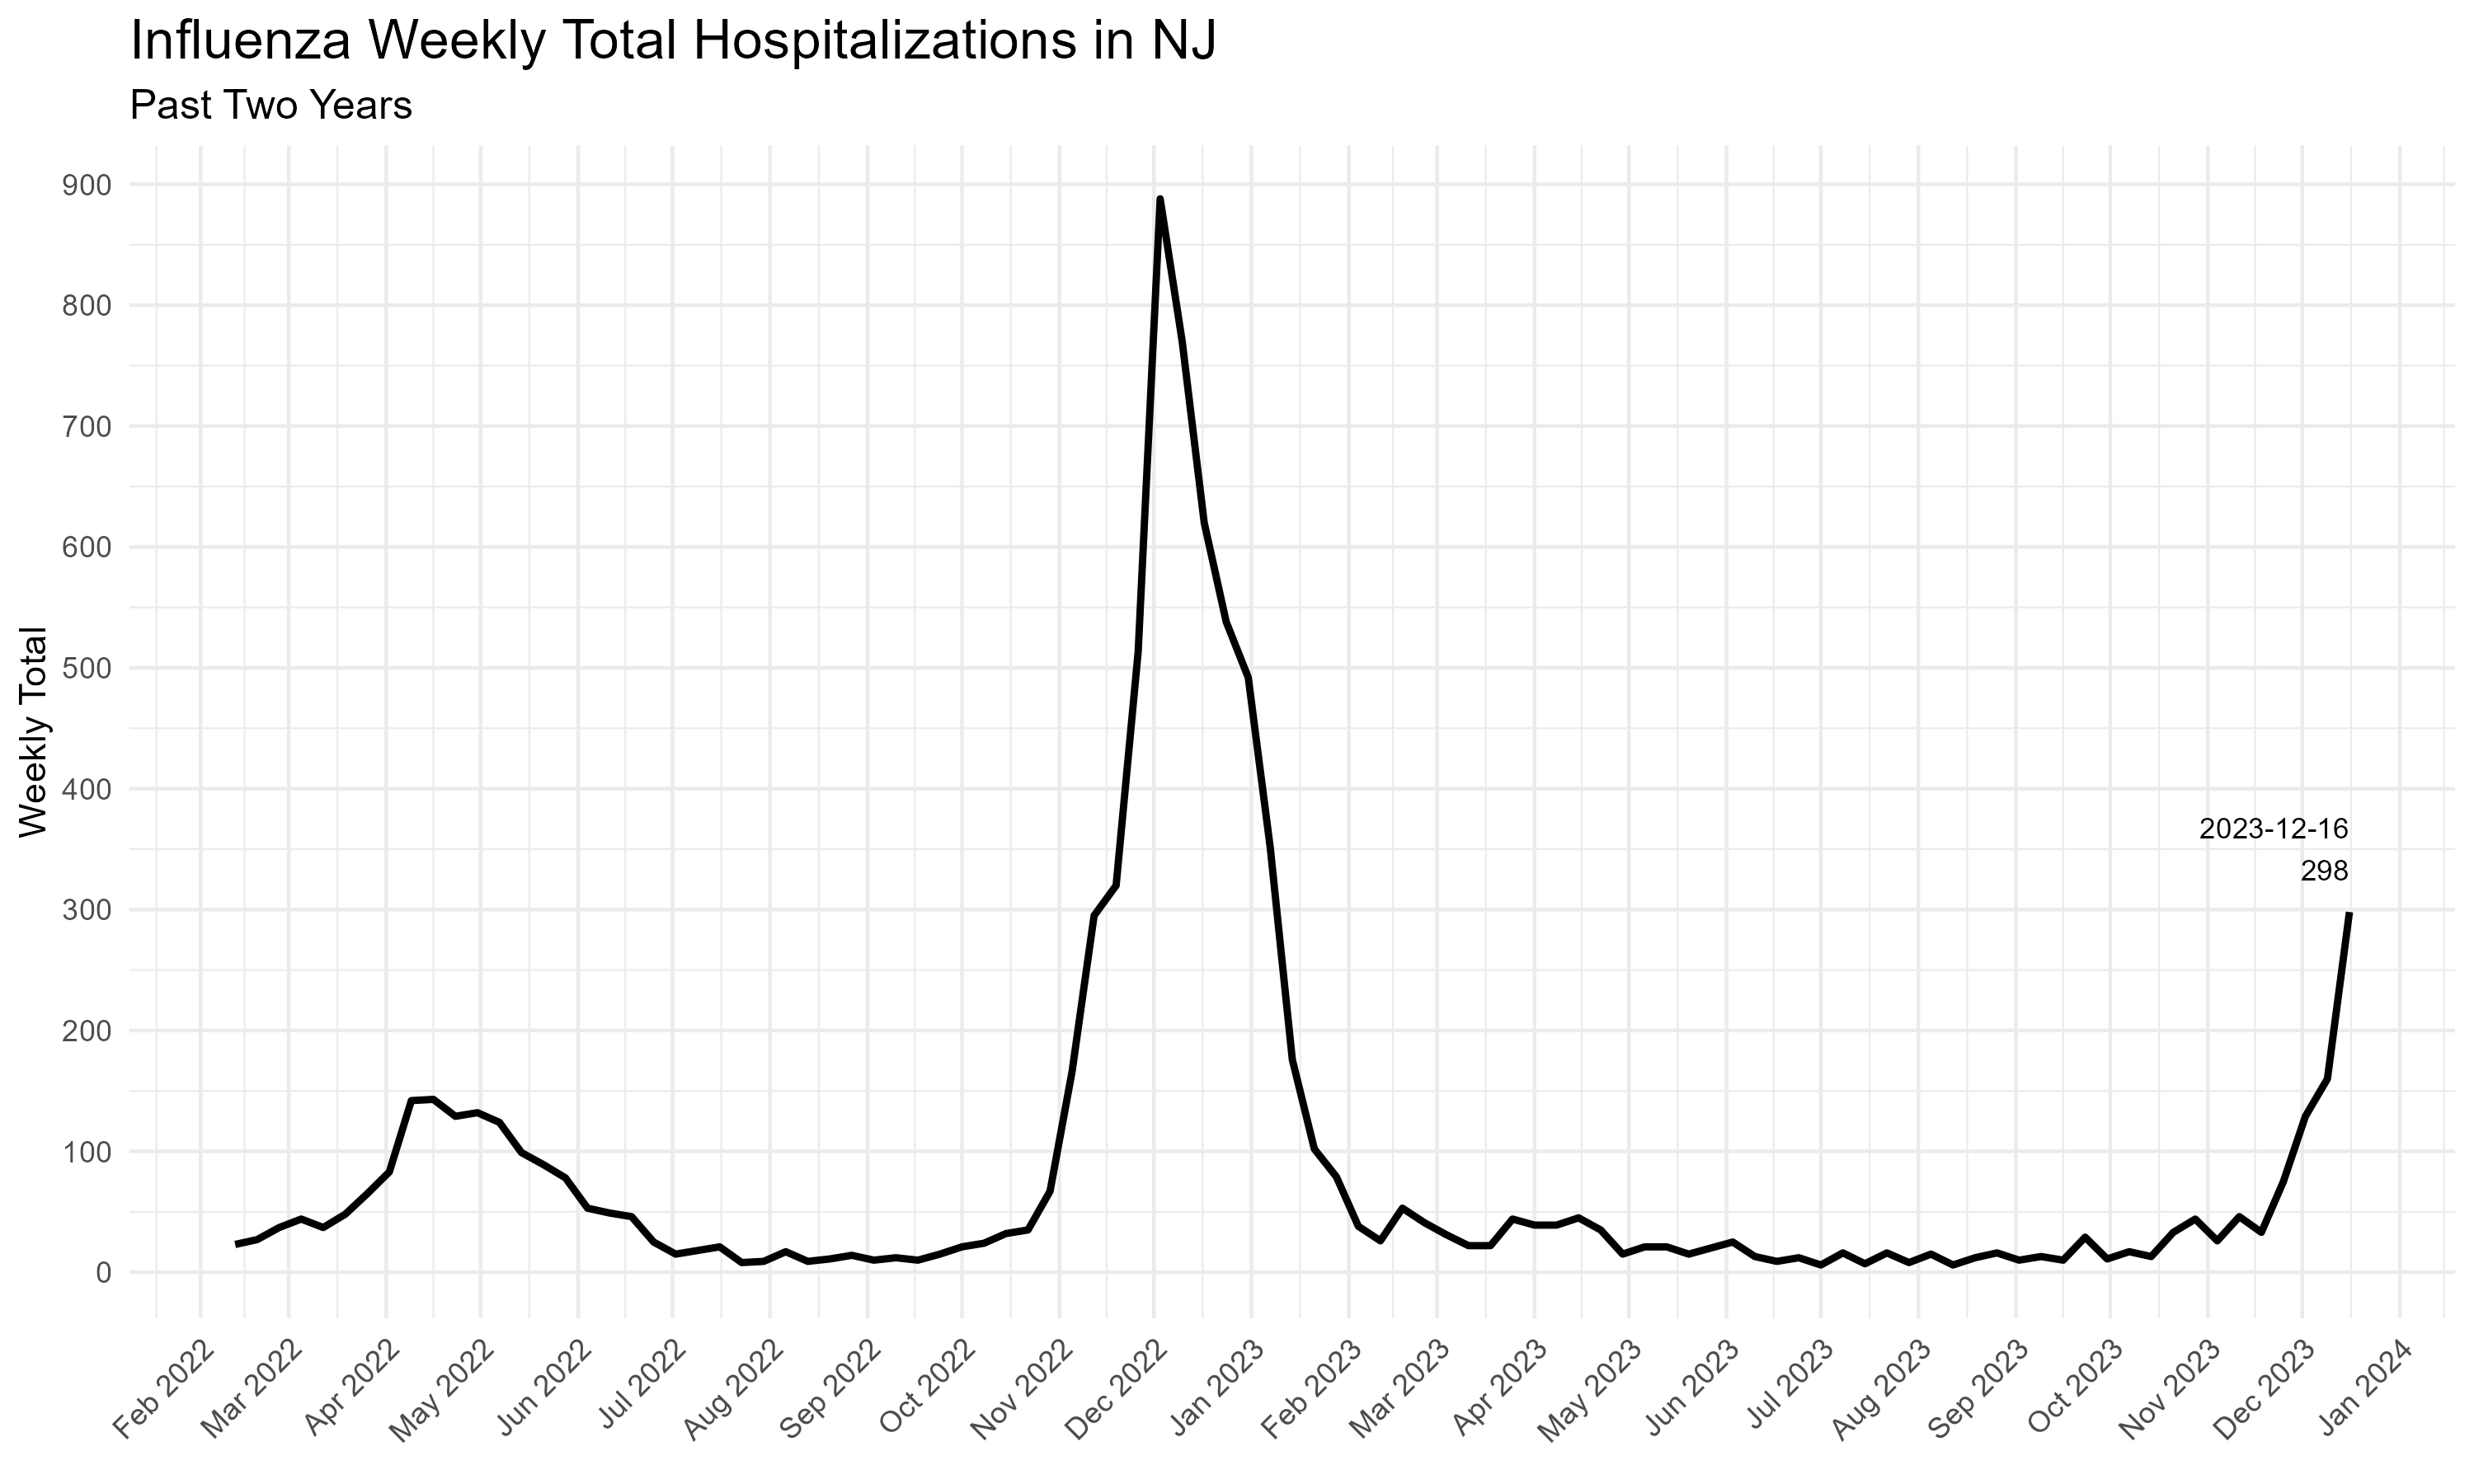 Influenza Weekly Total Hospitalizations in NJ
Past Two Years
Weekly Total
900
800
700
600
500
400
300
200
100
0
2023-12-16
298
Feb 2022
Mar 2022
Apr 2022
May 2022
Jun 2022
Jul 2022
Aug 2022
Sep 2022
Oct 2022
Nov 2022
Dec 2022
Jan 2023
Feb 2023
Mar 2023
Apr 2023
May 2023
Jun 2023
Jul 2023
Aug 2023
Sep 2023
Oct 2023
Nov 2023
Dec 2023
Jan 2024